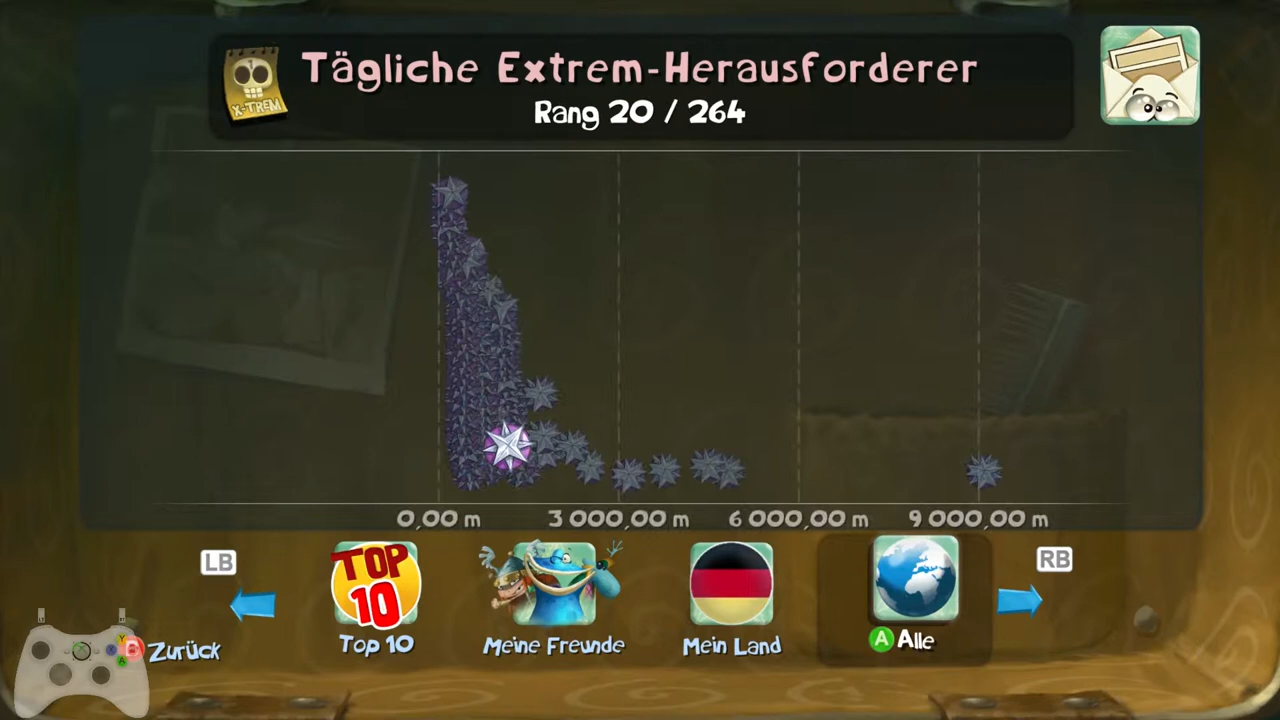 Tägliche Extrem-Herausforderer
Rang 20 / 264
X-TREM
0,00 m 3 000,00 m 6 000,00 m 9 000,00 m
LB
RB
TOP
10
Top 10
Meine Freunde
Mein Land
A Alle
Y
B
A
Zurück